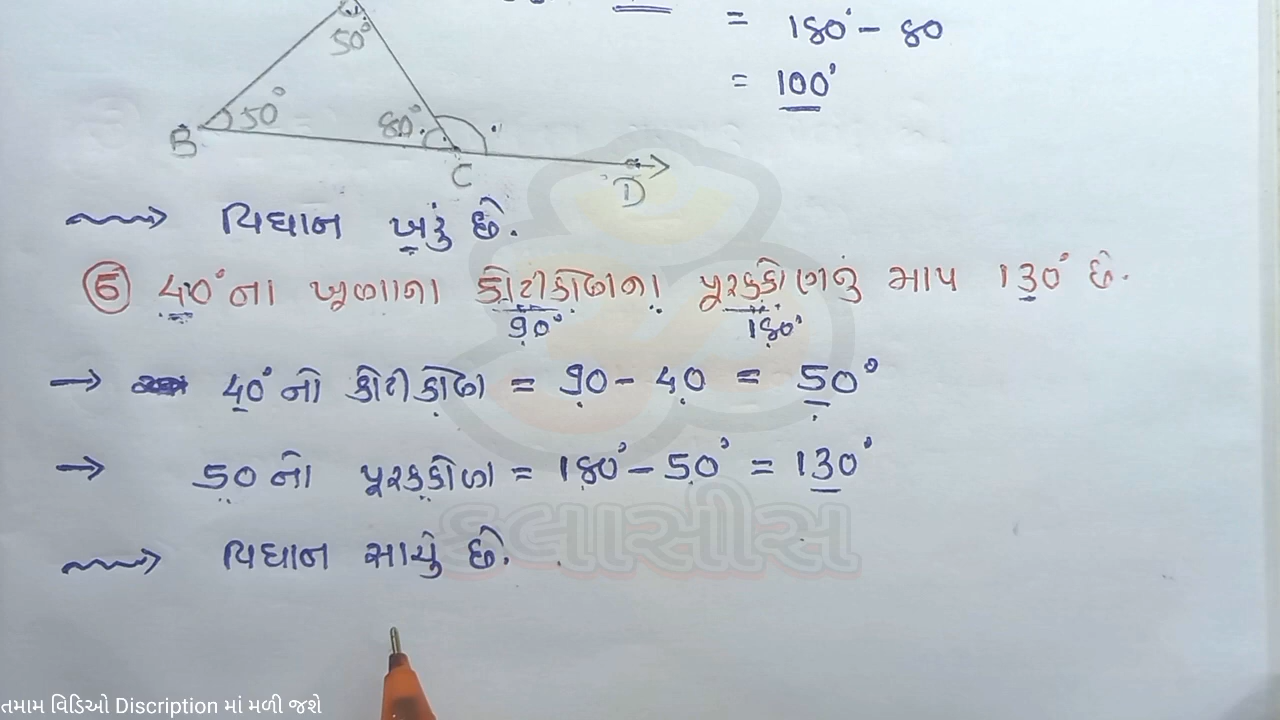 = 180° - 80
= 100°
50°
50°
80°
B
C
D
વિધાન ખોટું છે.
6 40° ના ખૂણાના કોટીકોણના પૂરકકોણનું માપ 130° છે.
90° 180°
→ 40° નો કોટીકોણ = 90 - 40 = 50°
→ 50 નો પૂરકકોણ = 180° - 50° = 130°
વિધાન સાચું છે.
ક્લાસીસ
તમામ વિડિઓ Discription માં મળી જશે